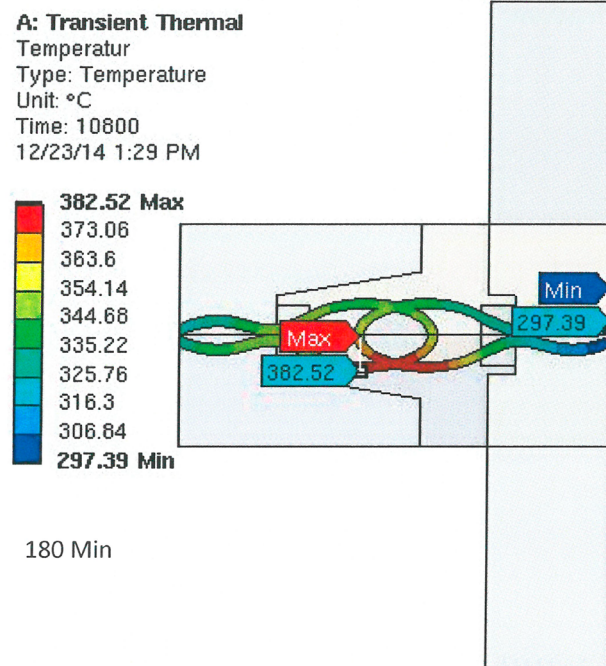 A: Transient Thermal
Temperatur
Type: Temperature
Unit: °C
Time: 10800
12/23/14 1:29 PM
382.52 Max
373.06
363.6
354.14
344.68
335.22
325.76
316.3
306.84
297.39 Min
Min
297.39
Max
382.52
180 Min